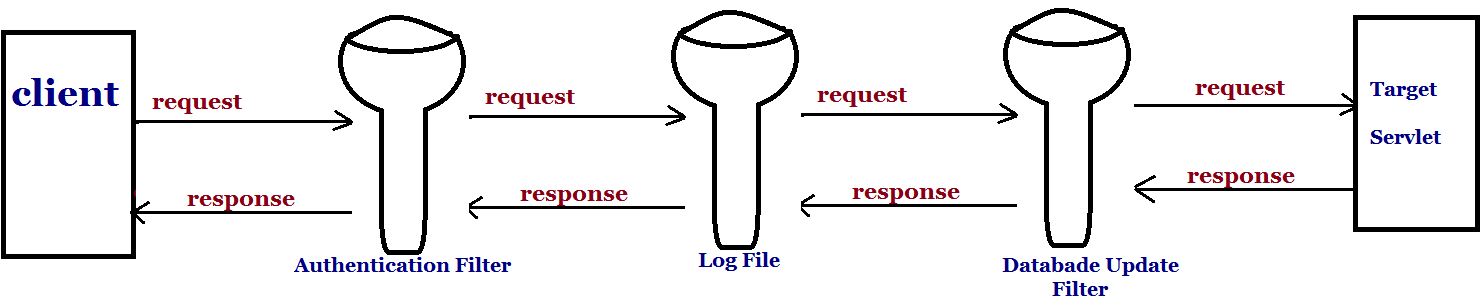 client
request
request
request
request
Target
Servlet
response
response
response
response
Authentication Filter
Log File
Databade Update
Filter